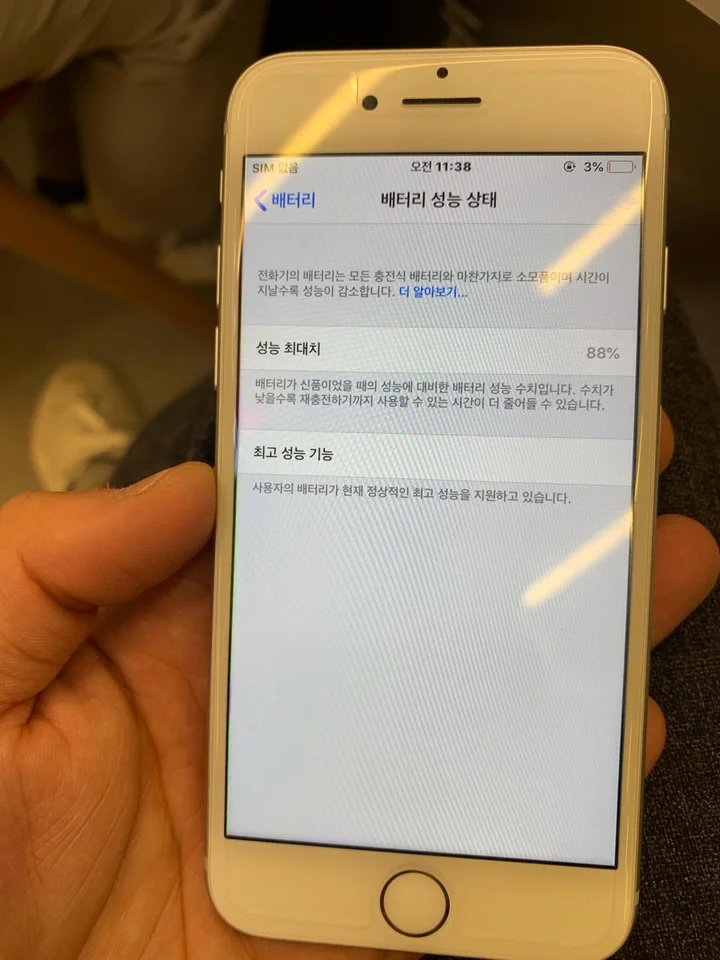 SIM 없음 오전 11:38 3%
배터리 배터리 성능 상태
전화기의 배터리는 모든 충전식 배터리와 마찬가지로 소모품이며 시간이
지날수록 성능이 감소합니다. 더 알아보기...
성능 최대치 88%
배터리가 신품이었을 때의 성능에 대비한 배터리 성능 수치입니다. 수치가
낮을수록 재충전하기까지 사용할 수 있는 시간이 더 줄어들 수 있습니다.
최고 성능 기능
사용자의 배터리가 현재 정상적인 최고 성능을 지원하고 있습니다.